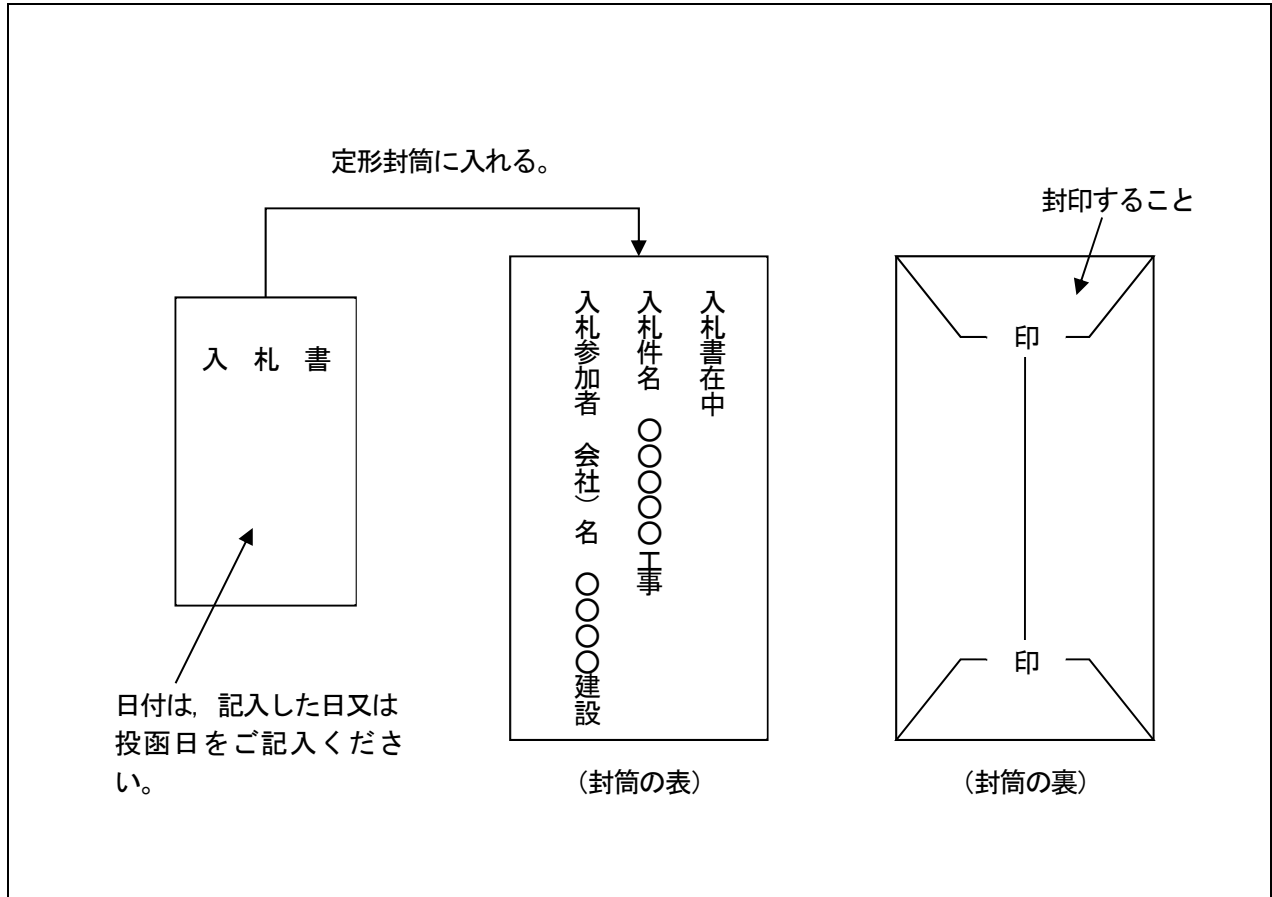 定形封筒に入れる。
封印すること
入 札 書
入札書在中
入札件名 〇〇〇〇〇工事
入札参加者 会社）名 〇〇〇〇建設
印
印
日付は，記入した日又は
投函日をご記入くださ
い。
（封筒の表）
（封筒の裏）